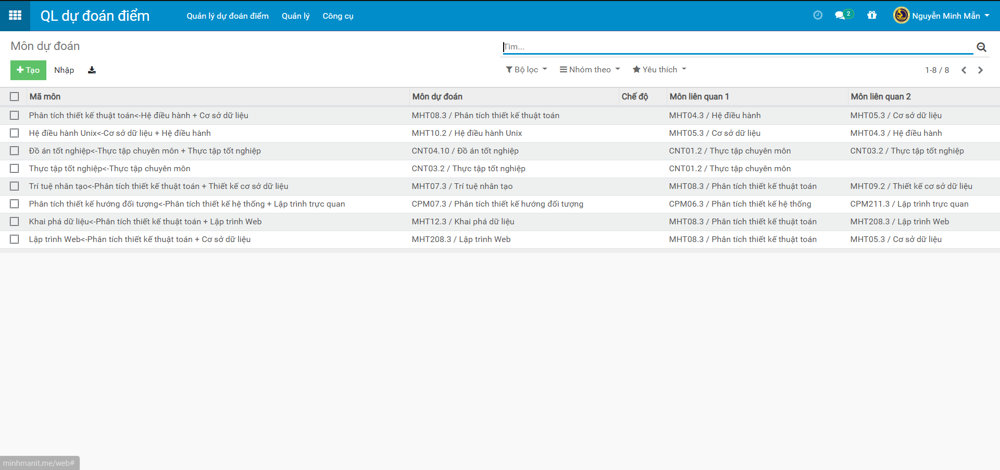 QL dự đoán điểm Quản lý dự đoán điểm Quản lý Công cụ 2 Nguyễn Minh Mẫn
Môn dự đoán Tìm...
Tạo Nhập Bộ lọc Nhóm theo Yêu thích 1-8 / 8
Mã môn Môn dự đoán Chế độ Môn liên quan 1 Môn liên quan 2
Phân tích thiết kế thuật toán<-Hệ điều hành + Cơ sở dữ liệu MHT08.3 / Phân tích thiết kế thuật toán MHT04.3 / Hệ điều hành MHT05.3 / Cơ sở dữ liệu
Hệ điều hành Unix<-Cơ sở dữ liệu + Hệ điều hành MHT10.2 / Hệ điều hành Unix MHT05.3 / Cơ sở dữ liệu MHT04.3 / Hệ điều hành
Đồ án tốt nghiệp<-Thực tập chuyên môn + Thực tập tốt nghiệp CNT04.10 / Đồ án tốt nghiệp CNT01.2 / Thực tập chuyên môn CNT03.2 / Thực tập tốt nghiệp
Thực tập tốt nghiệp<-Thực tập chuyên môn CNT03.2 / Thực tập tốt nghiệp CNT01.2 / Thực tập chuyên môn
Trí tuệ nhân tạo<-Phân tích thiết kế thuật toán + Thiết kế cơ sở dữ liệu MHT07.3 / Trí tuệ nhân tạo MHT08.3 / Phân tích thiết kế thuật toán MHT09.2 / Thiết kế cơ sở dữ liệu
Phân tích thiết kế hướng đối tượng<-Phân tích thiết kế hệ thống + Lập trình trực quan CPM07.3 / Phân tích thiết kế hướng đối tượng CPM06.3 / Phân tích thiết kế hệ thống CPM211.3 / Lập trình trực quan
Khai phá dữ liệu<-Phân tích thiết kế thuật toán + Lập trình Web MHT12.3 / Khai phá dữ liệu MHT08.3 / Phân tích thiết kế thuật toán MHT208.3 / Lập trình Web
Lập trình Web<-Phân tích thiết kế thuật toán + Cơ sở dữ liệu MHT208.3 / Lập trình Web MHT08.3 / Phân tích thiết kế thuật toán MHT05.3 / Cơ sở dữ liệu
minhmanit.me/web#